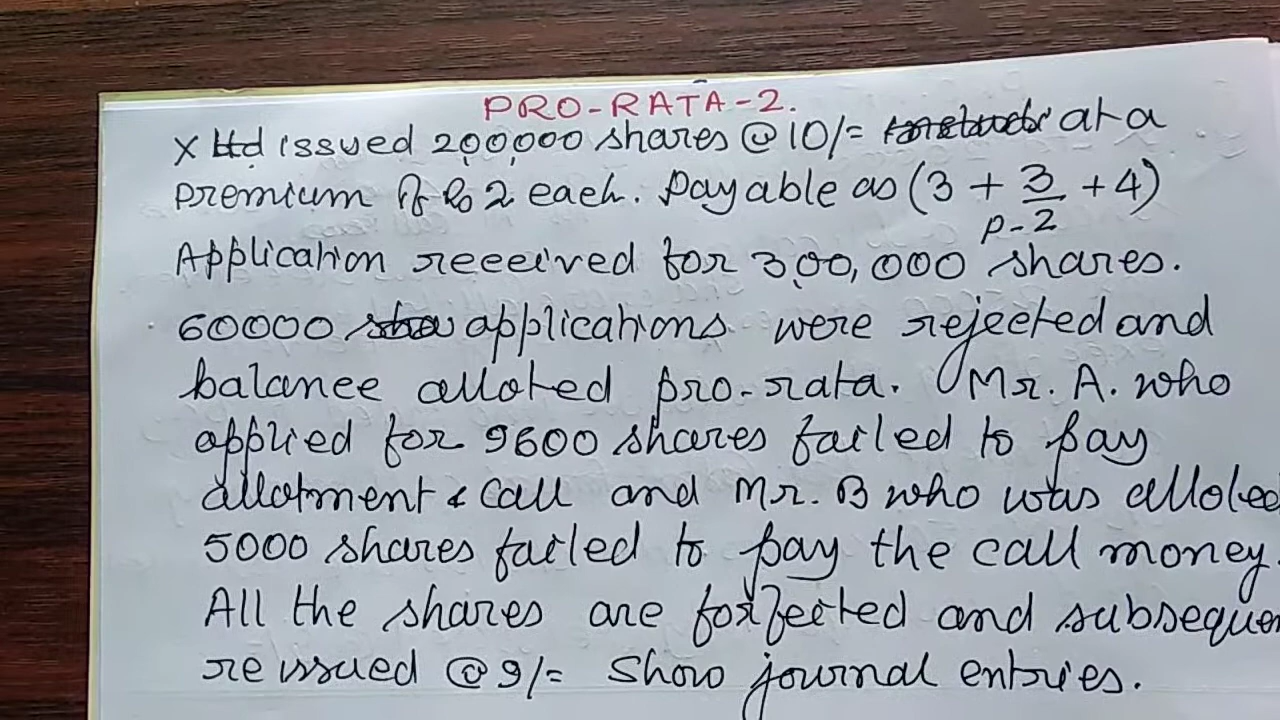 PRO-RATA-2.
X Ltd issued 200,000 shares @ 10/= at a
premium of Rs 2 each. Payable as (3 + 3/P-2 + 4)
Application received for 3,00,000 shares.
60000 applications were rejected and
balance alloted pro-rata. Mr. A. who
applied for 9600 shares failed to pay
allotment & call and Mr. B who was alloted
5000 shares failed to pay the call money.
All the shares are forfeited and subsequen
reissued @ 9/= Show journal entries.